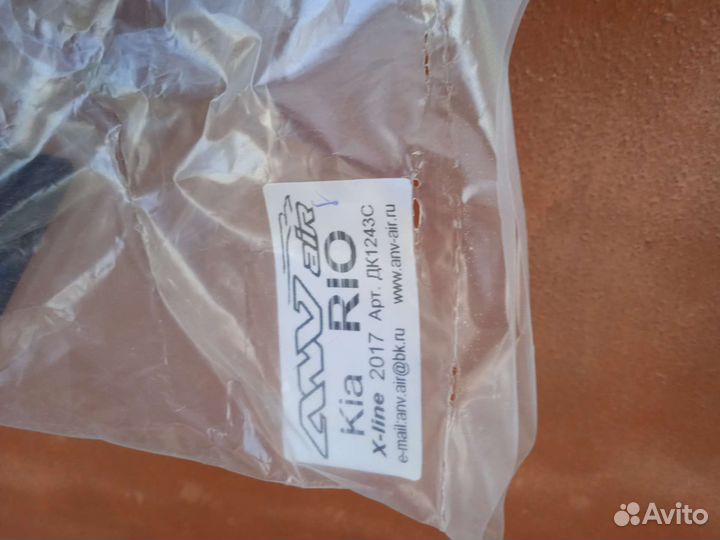 ANV air
Kia RIO
X-line 2017 Арт. ДК1243С
e-mail:anv.air@bk.ru www.anv-air.ru
Avito